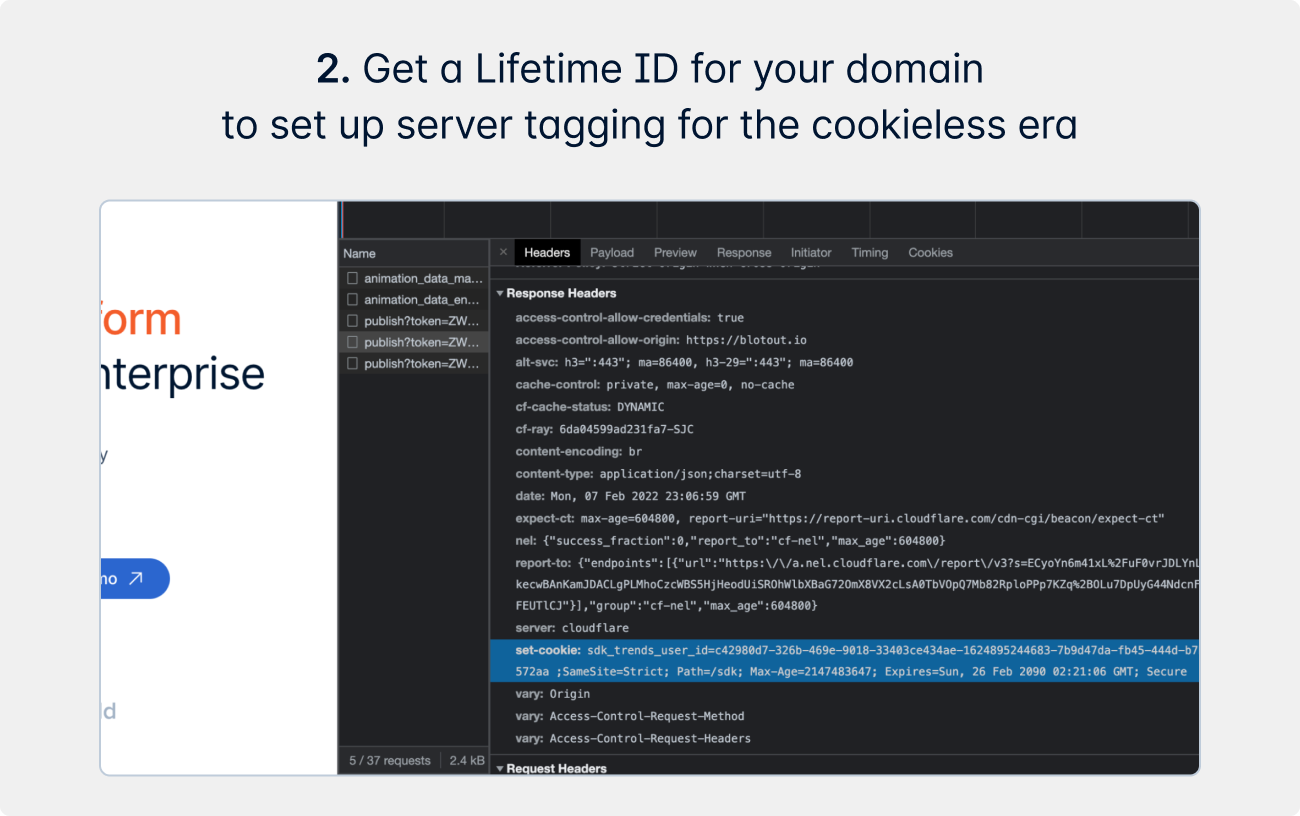 2. Get a Lifetime ID for your domain
to set up server tagging for the cookieless era
orm
nterprise
y
mo
ld
Name
animation_data_ma...
animation_data_en...
publish?token=ZW...
publish?token=ZW...
publish?token=ZW...
5 / 37 requests 2.4 kB
× Headers Payload Preview Response Initiator Timing Cookies
Response Headers
access-control-allow-credentials: true
access-control-allow-origin: https://blotout.io
alt-svc: h3=":443"; ma=86400, h3-29=":443"; ma=86400
cache-control: private, max-age=0, no-cache
cf-cache-status: DYNAMIC
cf-ray: 6da04599ad231fa7-SJC
content-encoding: br
content-type: application/json;charset=utf-8
date: Mon, 07 Feb 2022 23:06:59 GMT
expect-ct: max-age=604800, report-uri="https://report-uri.cloudflare.com/cdn-cgi/beacon/expect-ct"
nel: {"success_fraction":0,"report_to":"cf-nel","max_age":604800}
report-to: {"endpoints":[{"url":"https:\/\/a.nel.cloudflare.com\/report\/v3?s=ECyoYn6m41xL%2FuF0vrJDLYnL
kecwBAnKamJDACLgPLMhoCzcWBS5HjHeodUiSROhWlbXBaG72OmX8VX2cLsA0TbVOpQ7Mb82RploPPp7KZq%2BOLu7DpUyG44NdcnF
FEUTlCJ"}],"group":"cf-nel","max_age":604800}
server: cloudflare
set-cookie: sdk_trends_user_id=c42980d7-326b-469e-9018-33403ce434ae-1624895244683-7b9d47da-fb45-444d-b7
572aa ;SameSite=Strict; Path=/sdk; Max-Age=2147483647; Expires=Sun, 26 Feb 2090 02:21:06 GMT; Secure
vary: Origin
vary: Access-Control-Request-Method
vary: Access-Control-Request-Headers
Request Headers